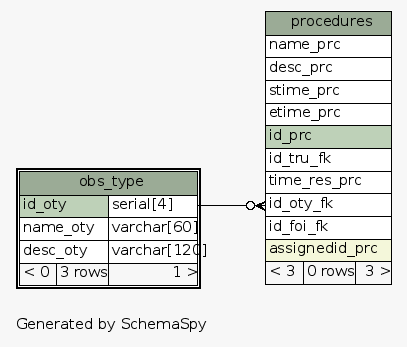 procedures
name_prc
desc_prc
stime_prc
etime_prc
id_prc
id_tru_fk
time_res_prc
id_oty_fk
id_foi_fk
assignedid_prc
< 3 0 rows 3 >
obs_type
id_oty serial[4]
name_oty varchar[60]
desc_oty varchar[120]
< 0 3 rows 1 >
Generated by SchemaSpy